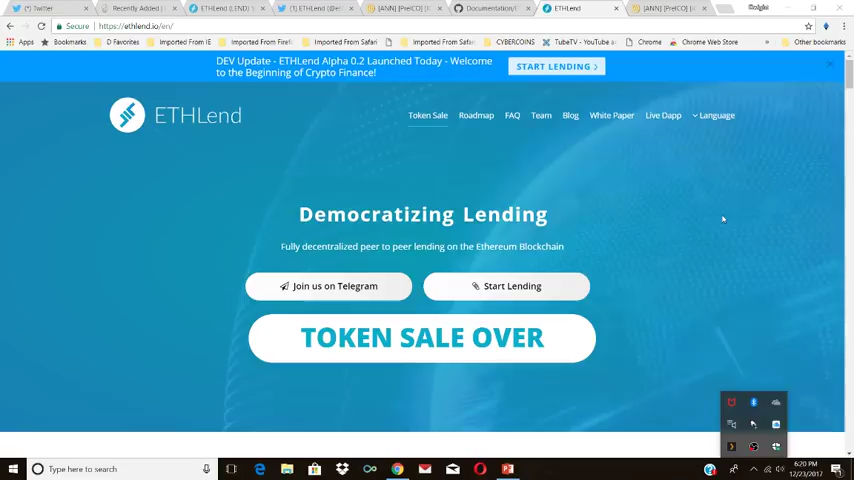 (1) Twitter
Recently Added
ETHLend (LEND)
(1) ETHLend (@eth
[ANN] [PreICO]
Documentation/E
ETHLend
[ANN] [PreICO]
Secure
https://ethlend.io/en/
Apps
Bookmarks
D Favorites
Imported From IE
Imported From Firef
Imported From Safari
Imported From Safari
CYBERCOINS
TubeTV - YouTube
Chrome
Chrome Web Store
»
Other bookmarks
DEV Update - ETHLend Alpha 0.2 Launched Today - Welcome
to the Beginning of Crypto Finance!
START LENDING >
ETHLend
Token Sale
Roadmap
FAQ
Team
Blog
White Paper
Live Dapp
Language
Democratizing Lending
Fully decentralized peer to peer lending on the Ethereum Blockchain
Join us on Telegram
Start Lending
TOKEN SALE OVER
Type here to search
6:20 PM
12/23/2017